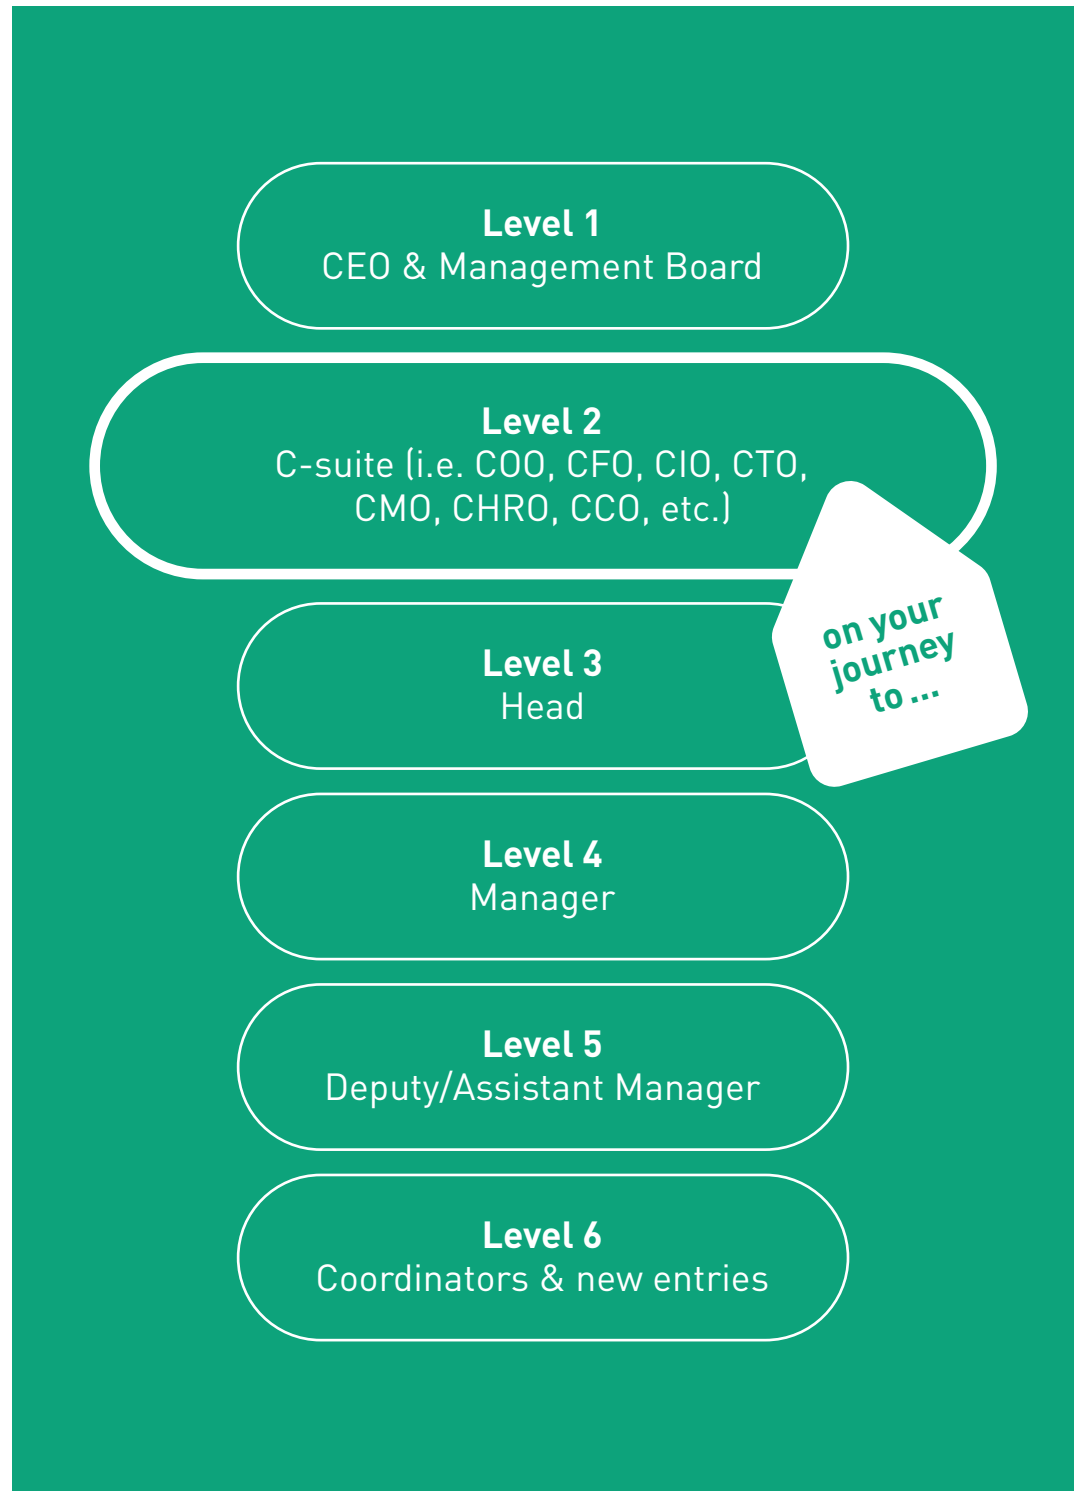 Level 1
CEO & Management Board
Level 2
C-suite (i.e. COO, CFO, CIO, CTO,
CMO, CHRO, CCO, etc.)
on your
journey
to ...
Level 3
Head
Level 4
Manager
Level 5
Deputy/Assistant Manager
Level 6
Coordinators & new entries